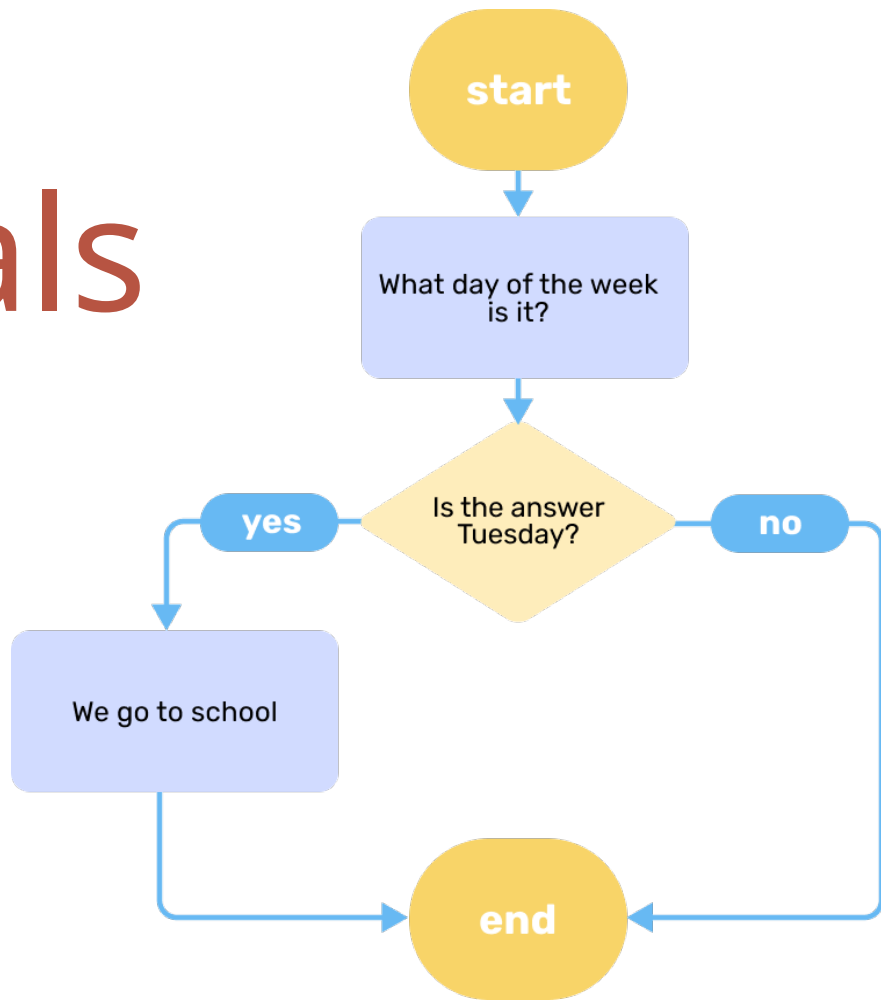 start
als
What day of the week
is it?
Is the answer
Tuesday?
yes
no
We go to school
end